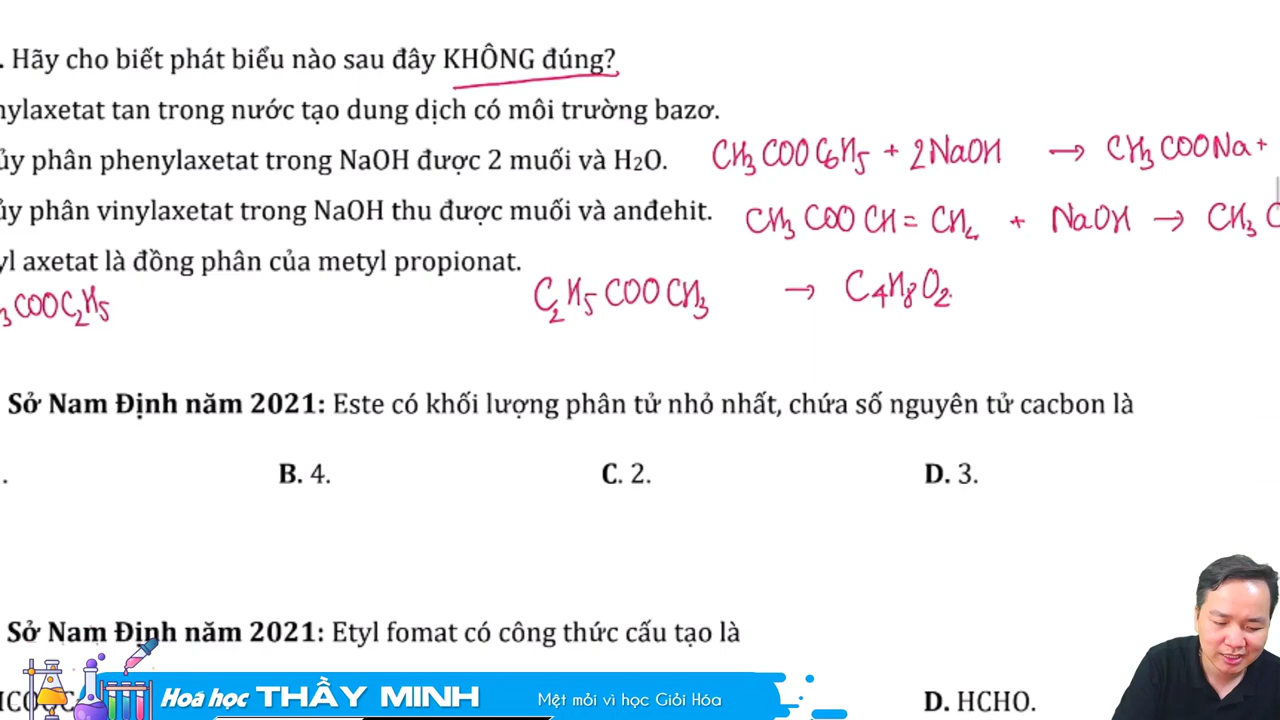 . Hãy cho biết phát biểu nào sau đây KHÔNG đúng?
nylaxetat tan trong nước tạo dung dịch có môi trường bazơ.
ủy phân phenylaxetat trong NaOH được 2 muối và H₂O. CH₃COOC₆H₅ + 2NaOH → CH₃COONa +
ủy phân vinylaxetat trong NaOH thu được muối và anđehit. CH₃COOCH=CH₂ + NaOH → CH₃C
yl axetat là đồng phân của metyl propionat.
₃COOC₂H₅ C₂H₅COOCH₃ → C₄H₈O₂.
Sở Nam Định năm 2021: Este có khối lượng phân tử nhỏ nhất, chứa số nguyên tử cacbon là
. B. 4. C. 2. D. 3.
Sở Nam Định năm 2021: Etyl fomat có công thức cấu tạo là
D. HCHO.
Hoá học THẦY MINH Mệt mỏi vì học Giỏi Hóa